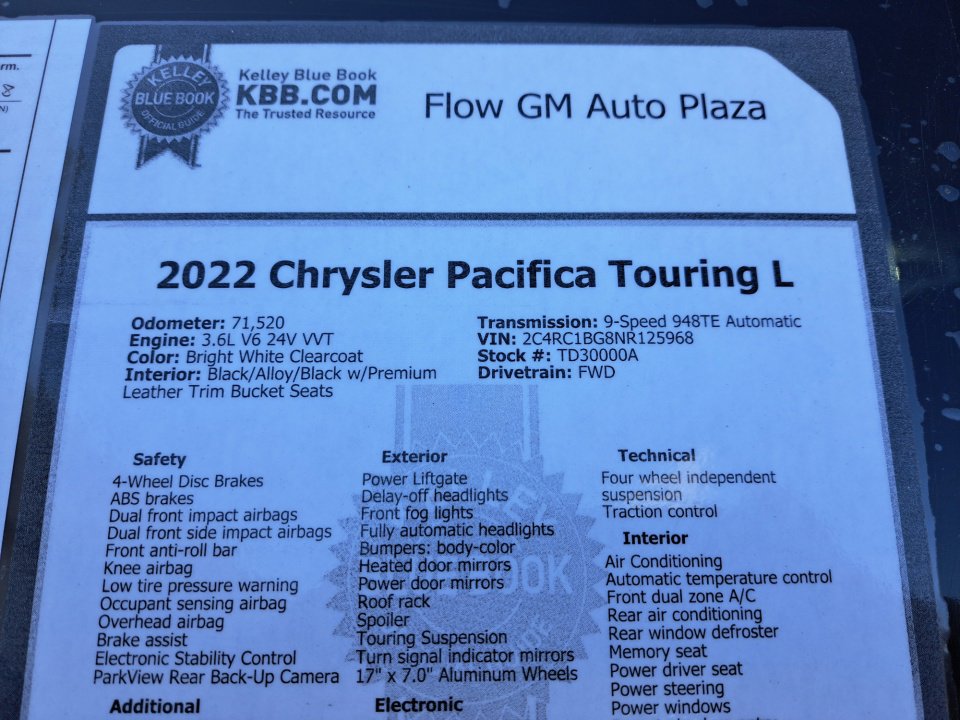 rm.
N)
KELLEY
BLUE BOOK
OFFICIAL GUIDE
Kelley Blue Book
KBB.COM
The Trusted Resource
Flow GM Auto Plaza
2022 Chrysler Pacifica Touring L
Odometer: 71,520
Engine: 3.6L V6 24V VVT
Color: Bright White Clearcoat
Interior: Black/Alloy/Black w/Premium
Leather Trim Bucket Seats
Transmission: 9-Speed 948TE Automatic
VIN: 2C4RC1BG8NR125968
Stock #: TD30000A
Drivetrain: FWD
Safety
4-Wheel Disc Brakes
ABS brakes
Dual front impact airbags
Dual front side impact airbags
Front anti-roll bar
Knee airbag
Low tire pressure warning
Occupant sensing airbag
Overhead airbag
Brake assist
Electronic Stability Control
ParkView Rear Back-Up Camera
Additional
Exterior
Power Liftgate
Delay-off headlights
Front fog lights
Fully automatic headlights
Bumpers: body-color
Heated door mirrors
Power door mirrors
Roof rack
Spoiler
Touring Suspension
Turn signal indicator mirrors
17" x 7.0" Aluminum Wheels
Electronic
Technical
Four wheel independent
suspension
Traction control
Interior
Air Conditioning
Automatic temperature control
Front dual zone A/C
Rear air conditioning
Rear window defroster
Memory seat
Power driver seat
Power steering
Power windows